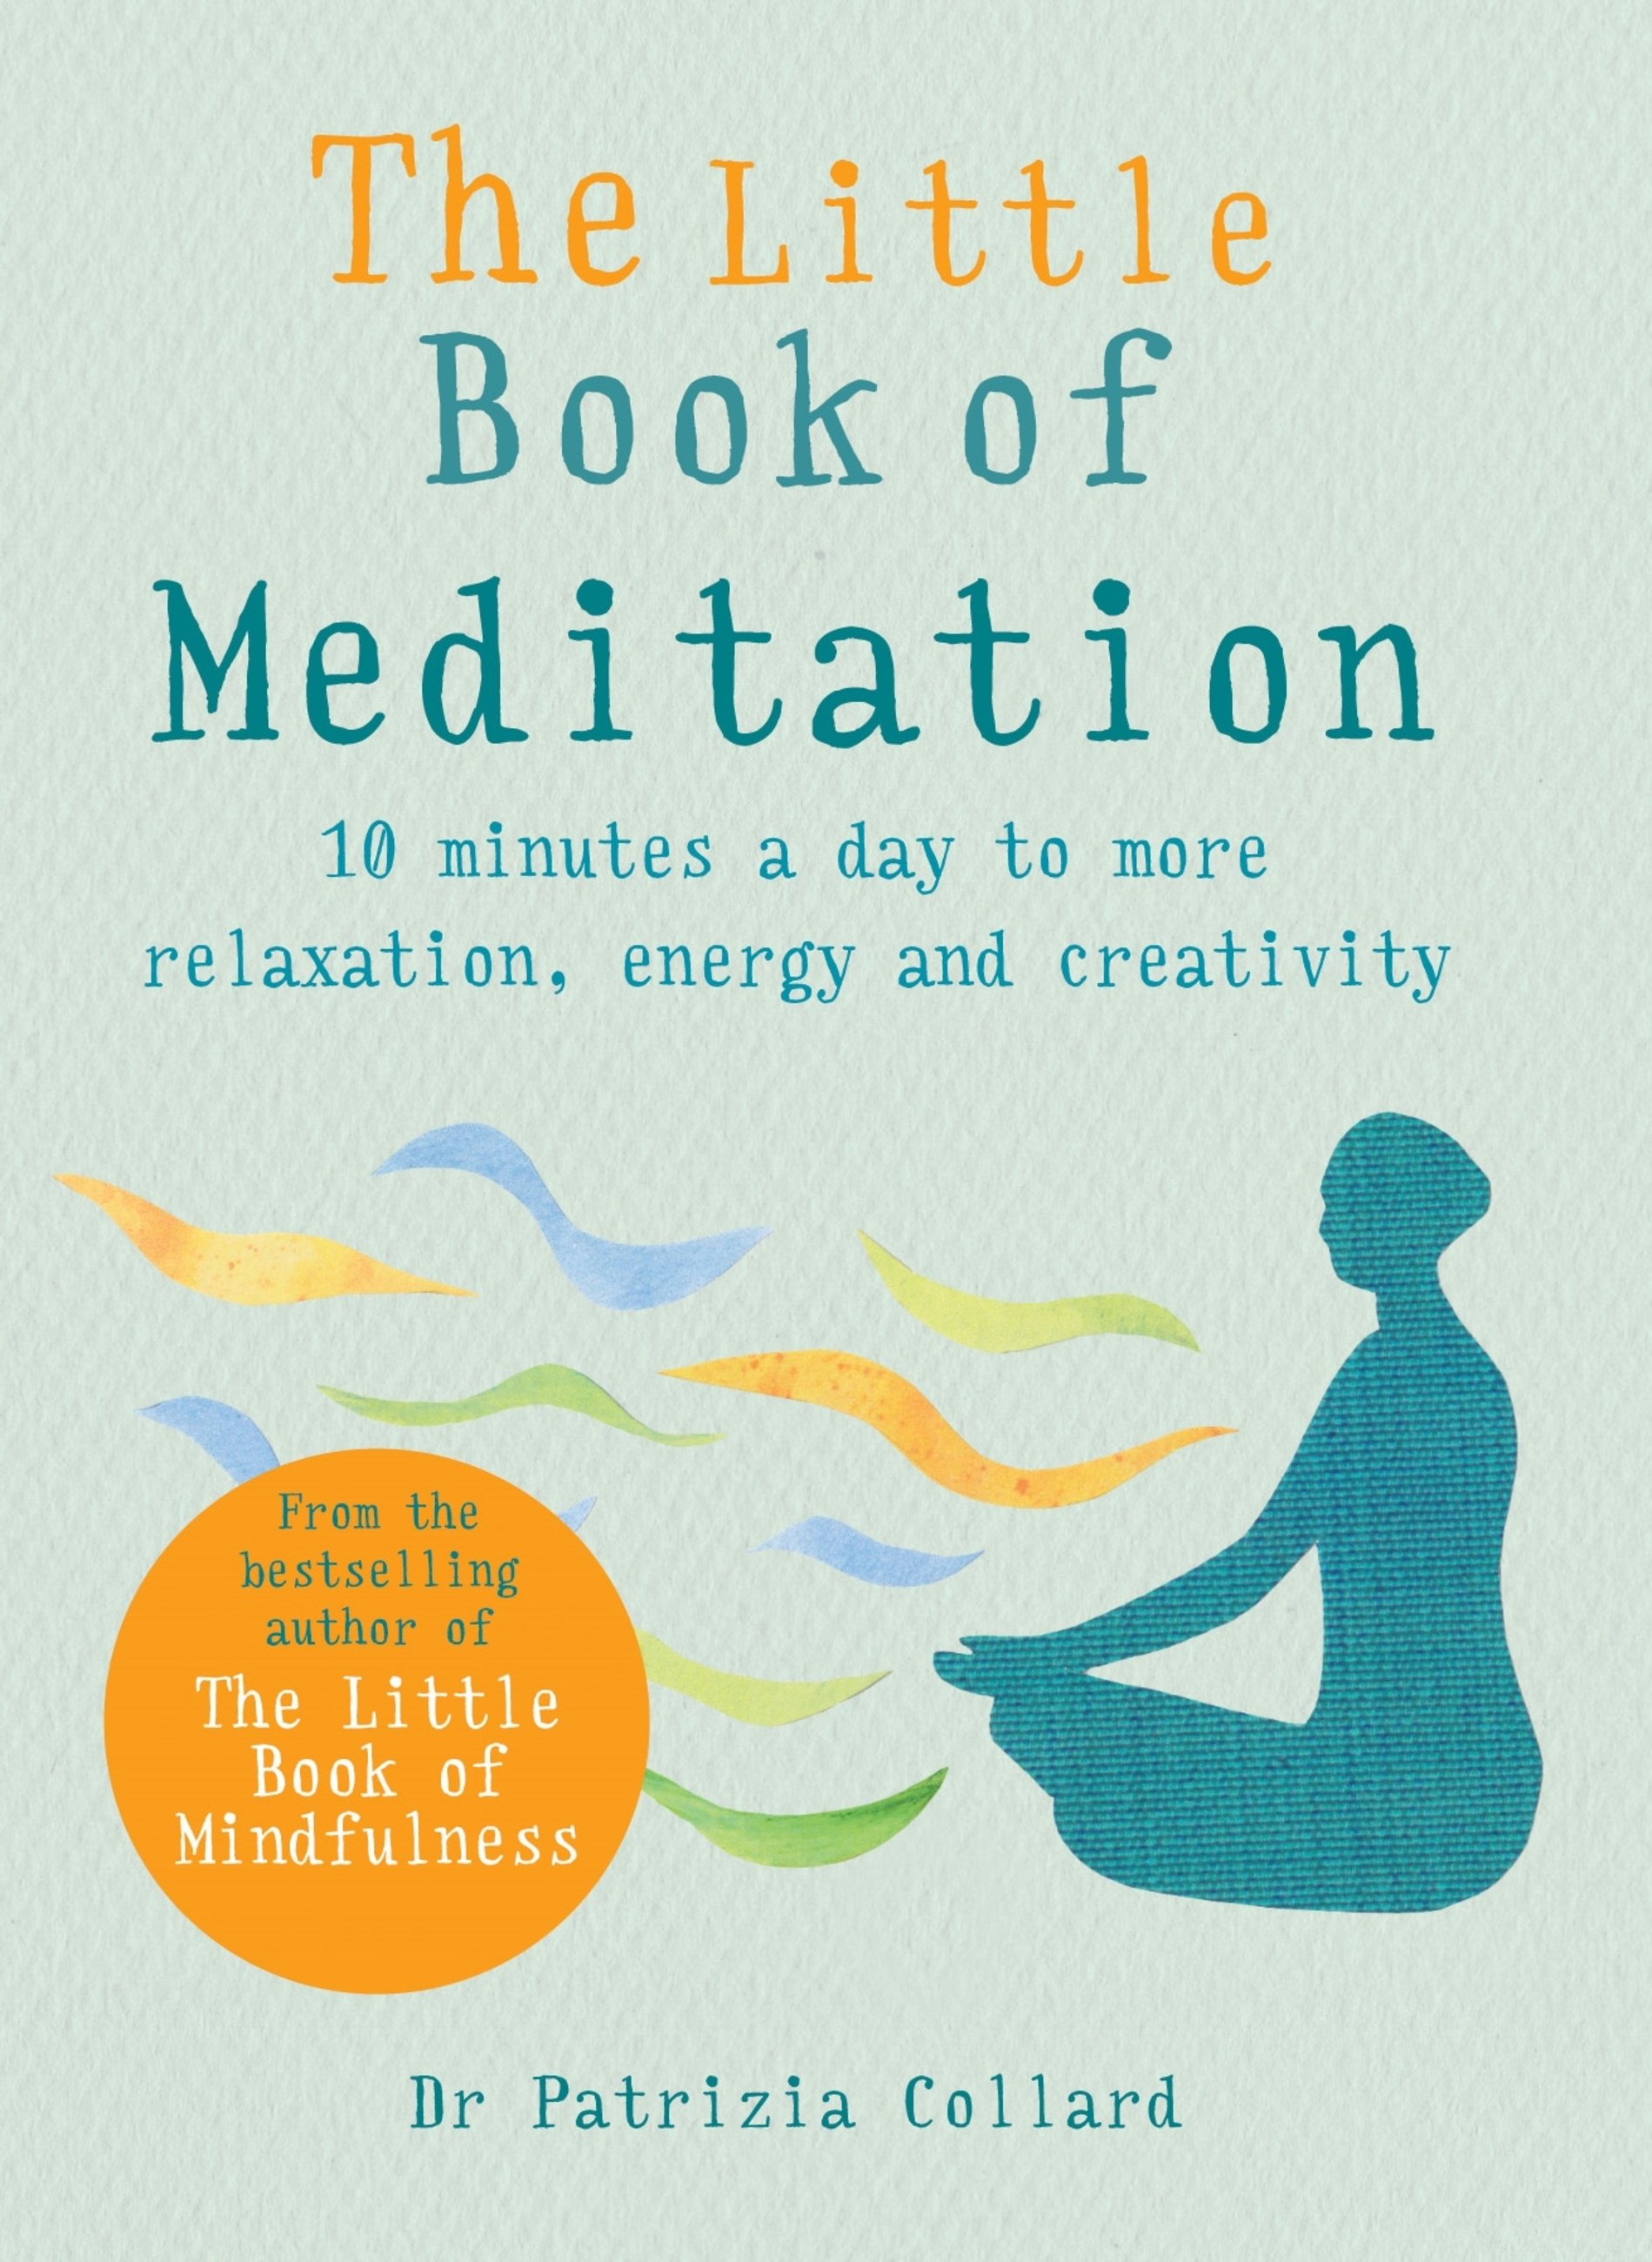 The Little
Book of
Meditation
10 minutes a day to more
relaxation, energy and creativity
From the
bestselling
author of
The Little
Book of
Mindfulness
Dr Patrizia Collard